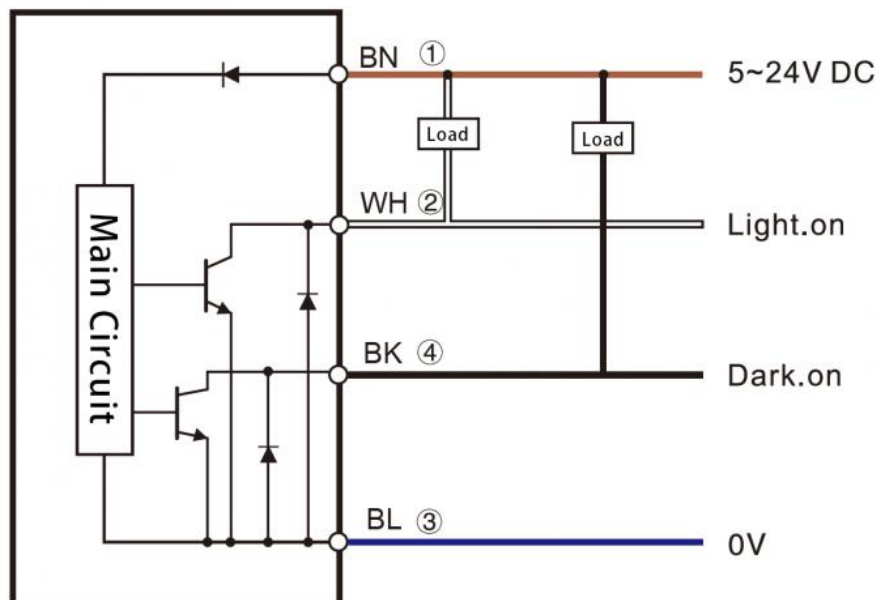 BN ① 5~24V DC
Load Load
WH ② Light.on
Main Circuit
BK ④ Dark.on
BL ③ 0V